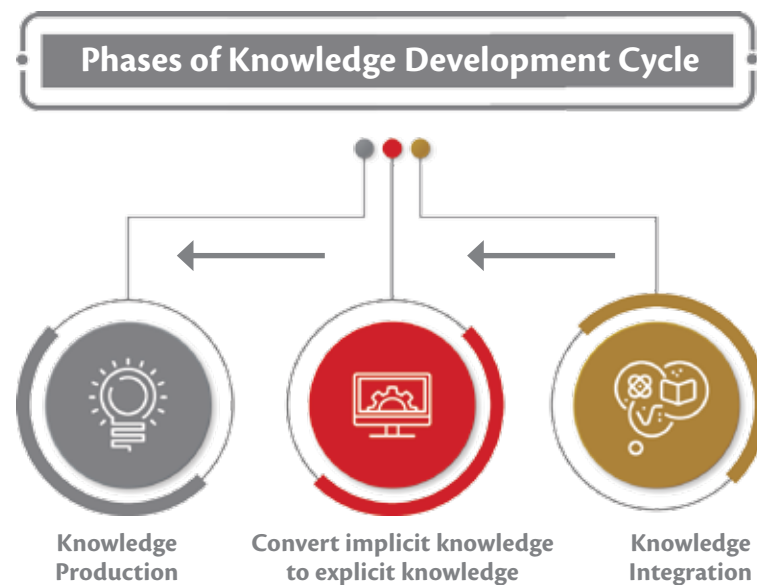 Phases of Knowledge Development Cycle
Knowledge
Production
Convert implicit knowledge
to explicit knowledge
Knowledge
Integration